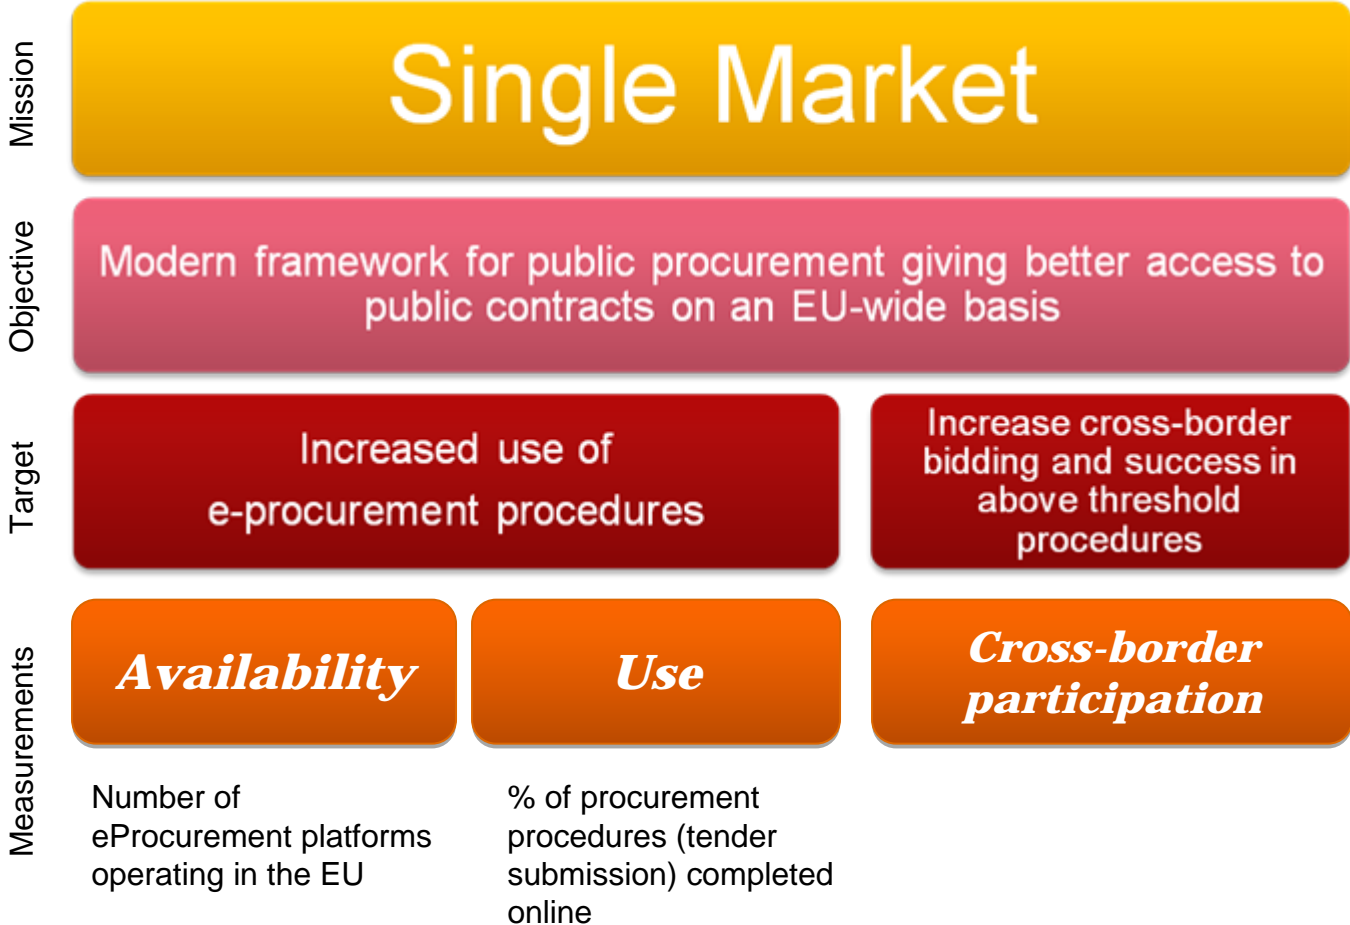 Mission
Single Market
Objective
Modern framework for public procurement giving better access to
public contracts on an EU-wide basis
Target
Increased use of
e-procurement procedures
Increase cross-border
bidding and success in
above threshold
procedures
Measurements
Availability
Use
Cross-border
participation
Number of
eProcurement platforms
operating in the EU
% of procurement
procedures (tender
submission) completed
online